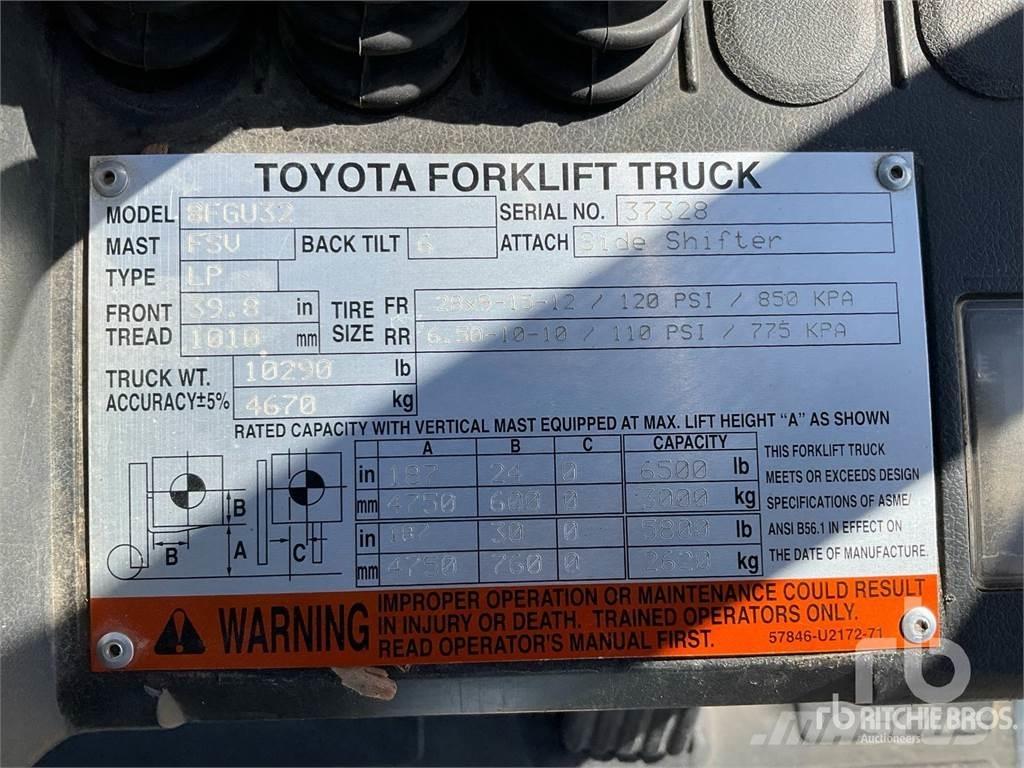 TOYOTA FORKLIFT TRUCK
MODEL 8FGU32 SERIAL NO. 37328
MAST FSV BACK TILT 6 ATTACH Side Shifter
TYPE LP
FRONT TREAD 39.8 in TIRE SIZE FR 28x9-15-12 / 120 PSI / 850 KPA
1010 mm RR 6.50-10-10 / 110 PSI / 775 KPA
TRUCK WT. 10290 lb
ACCURACY±5% 4670 kg
RATED CAPACITY WITH VERTICAL MAST EQUIPPED AT MAX. LIFT HEIGHT "A" AS SHOWN
A B C CAPACITY
in 187 24 0 6500 lb
mm 4750 600 0 3000 kg
in 187 30 0 5800 lb
mm 4750 760 0 2620 kg
B
A
B
C
THIS FORKLIFT TRUCK
MEETS OR EXCEEDS DESIGN
SPECIFICATIONS OF ASME/
ANSI B56.1 IN EFFECT ON
THE DATE OF MANUFACTURE.
WARNING
IMPROPER OPERATION OR MAINTENANCE COULD RESULT
IN INJURY OR DEATH. TRAINED OPERATORS ONLY.
READ OPERATOR'S MANUAL FIRST. 57846-U2172-71
rb
rb RITCHIE BROS.
Auctioneers